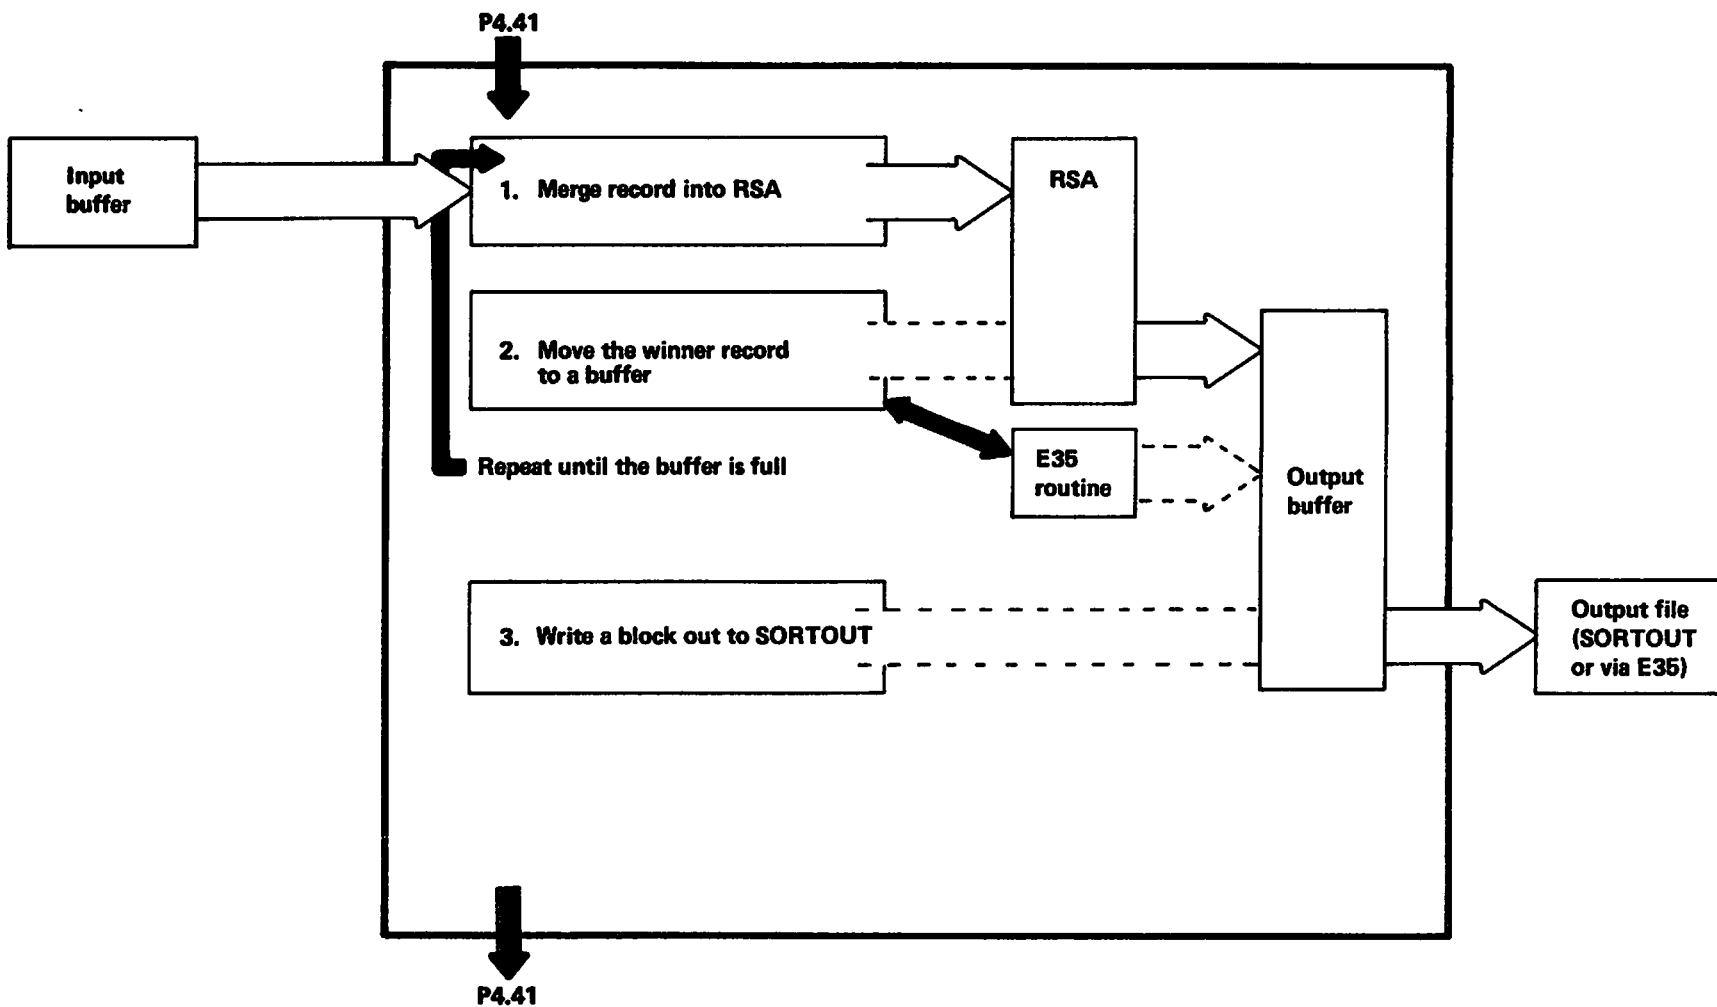 P4.41
Input
buffer
1. Merge record into RSA
RSA
2. Move the winner record
to a buffer
Repeat until the buffer is full
E35
routine
Output
buffer
3. Write a block out to SORTOUT
Output file
(SORTOUT
or via E35)
P4.41